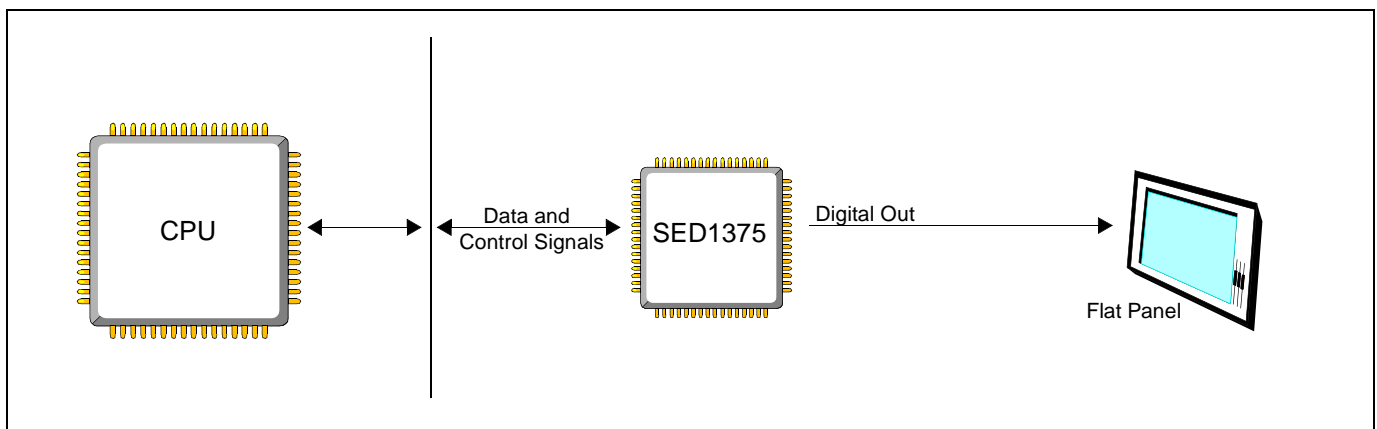 CPU
Data and
Control Signals
SED1375
Digital Out
Flat Panel